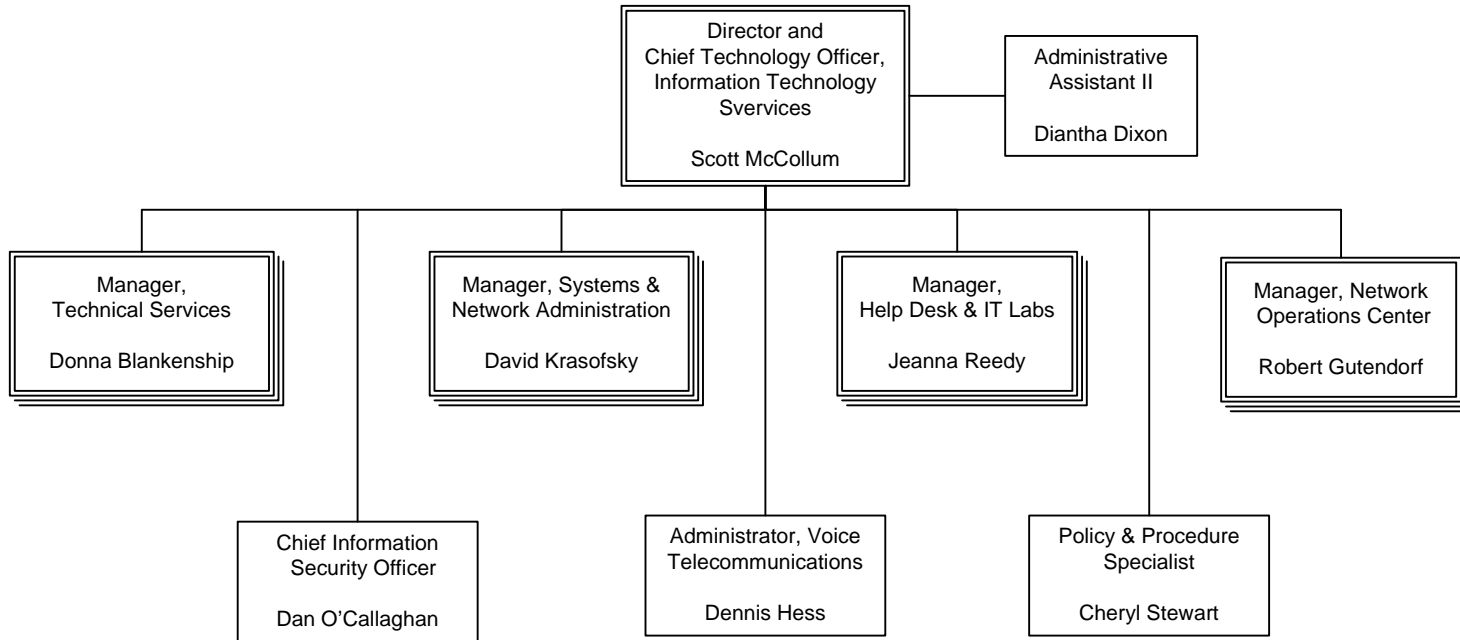 Director and
Chief Technology Officer,
Information Technology
Svervices
Scott McCollum
Administrative
Assistant II
Diantha Dixon
Manager,
Technical Services
Donna Blankenship
Manager, Systems &
Network Administration
David Krasofsky
Manager,
Help Desk & IT Labs
Jeanna Reedy
Manager, Network
Operations Center
Robert Gutendorf
Chief Information
Security Officer
Dan O’Callaghan
Administrator, Voice
Telecommunications
Dennis Hess
Policy & Procedure
Specialist
Cheryl Stewart